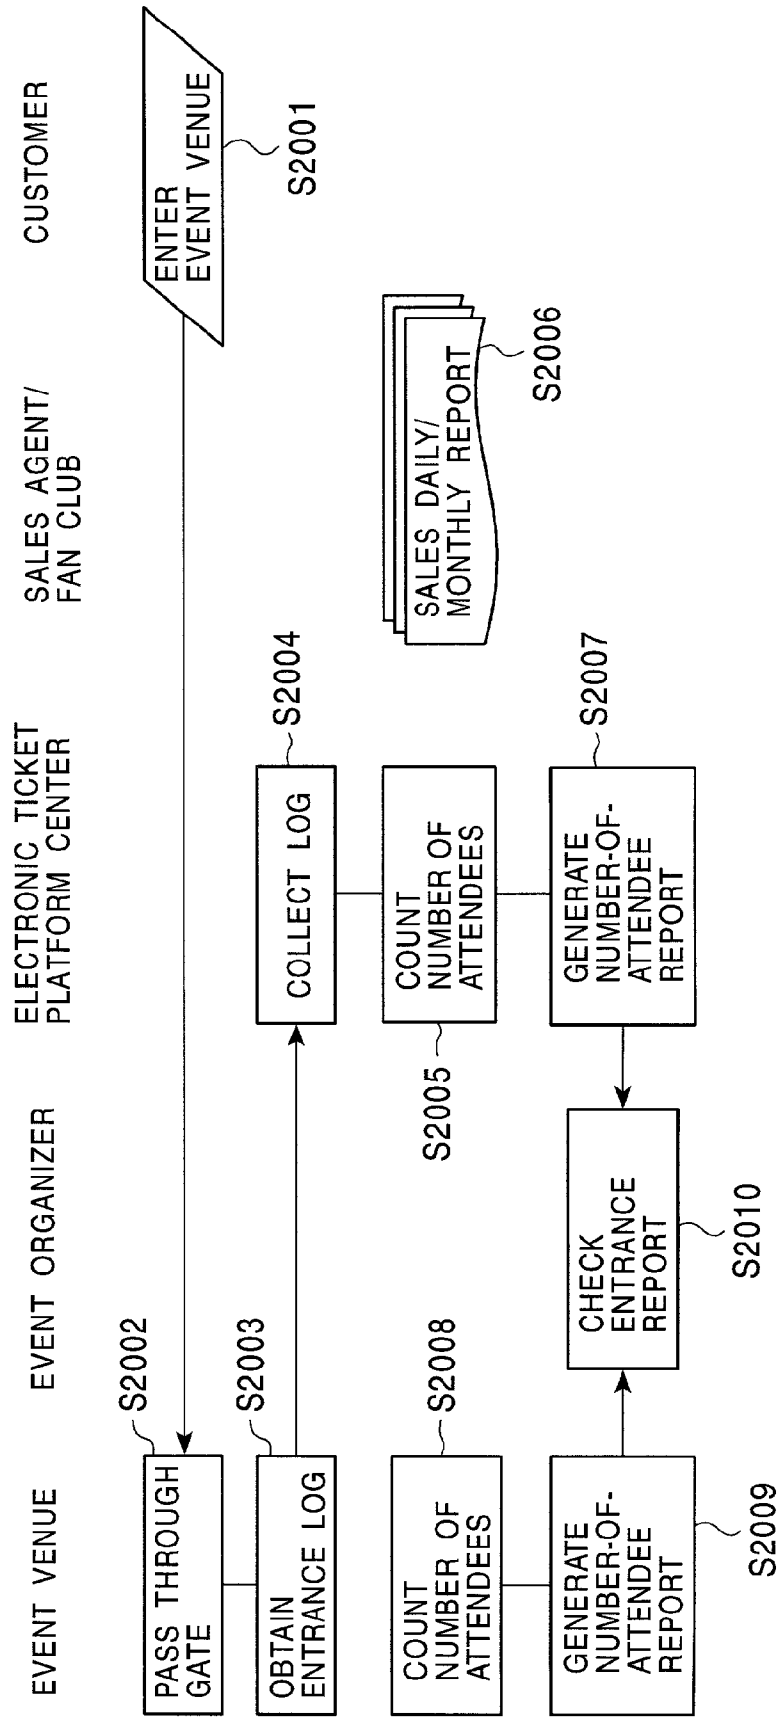 EVENT VENUE
EVENT ORGANIZER
ELECTRONIC TICKET
PLATFORM CENTER
SALES AGENT/
FAN CLUB
CUSTOMER
ENTER
EVENT VENUE
S2001
PASS THROUGH
GATE
S2002
OBTAIN
ENTRANCE LOG
S2003
COLLECT LOG
S2004
COUNT
NUMBER OF
ATTENDEES
S2008
COUNT
NUMBER OF
ATTENDEES
S2005
SALES DAILY/
MONTHLY REPORT
S2006
GENERATE
NUMBER-OF-
ATTENDEE
REPORT
S2009
CHECK
ENTRANCE
REPORT
S2010
GENERATE
NUMBER-OF-
ATTENDEE
REPORT
S2007